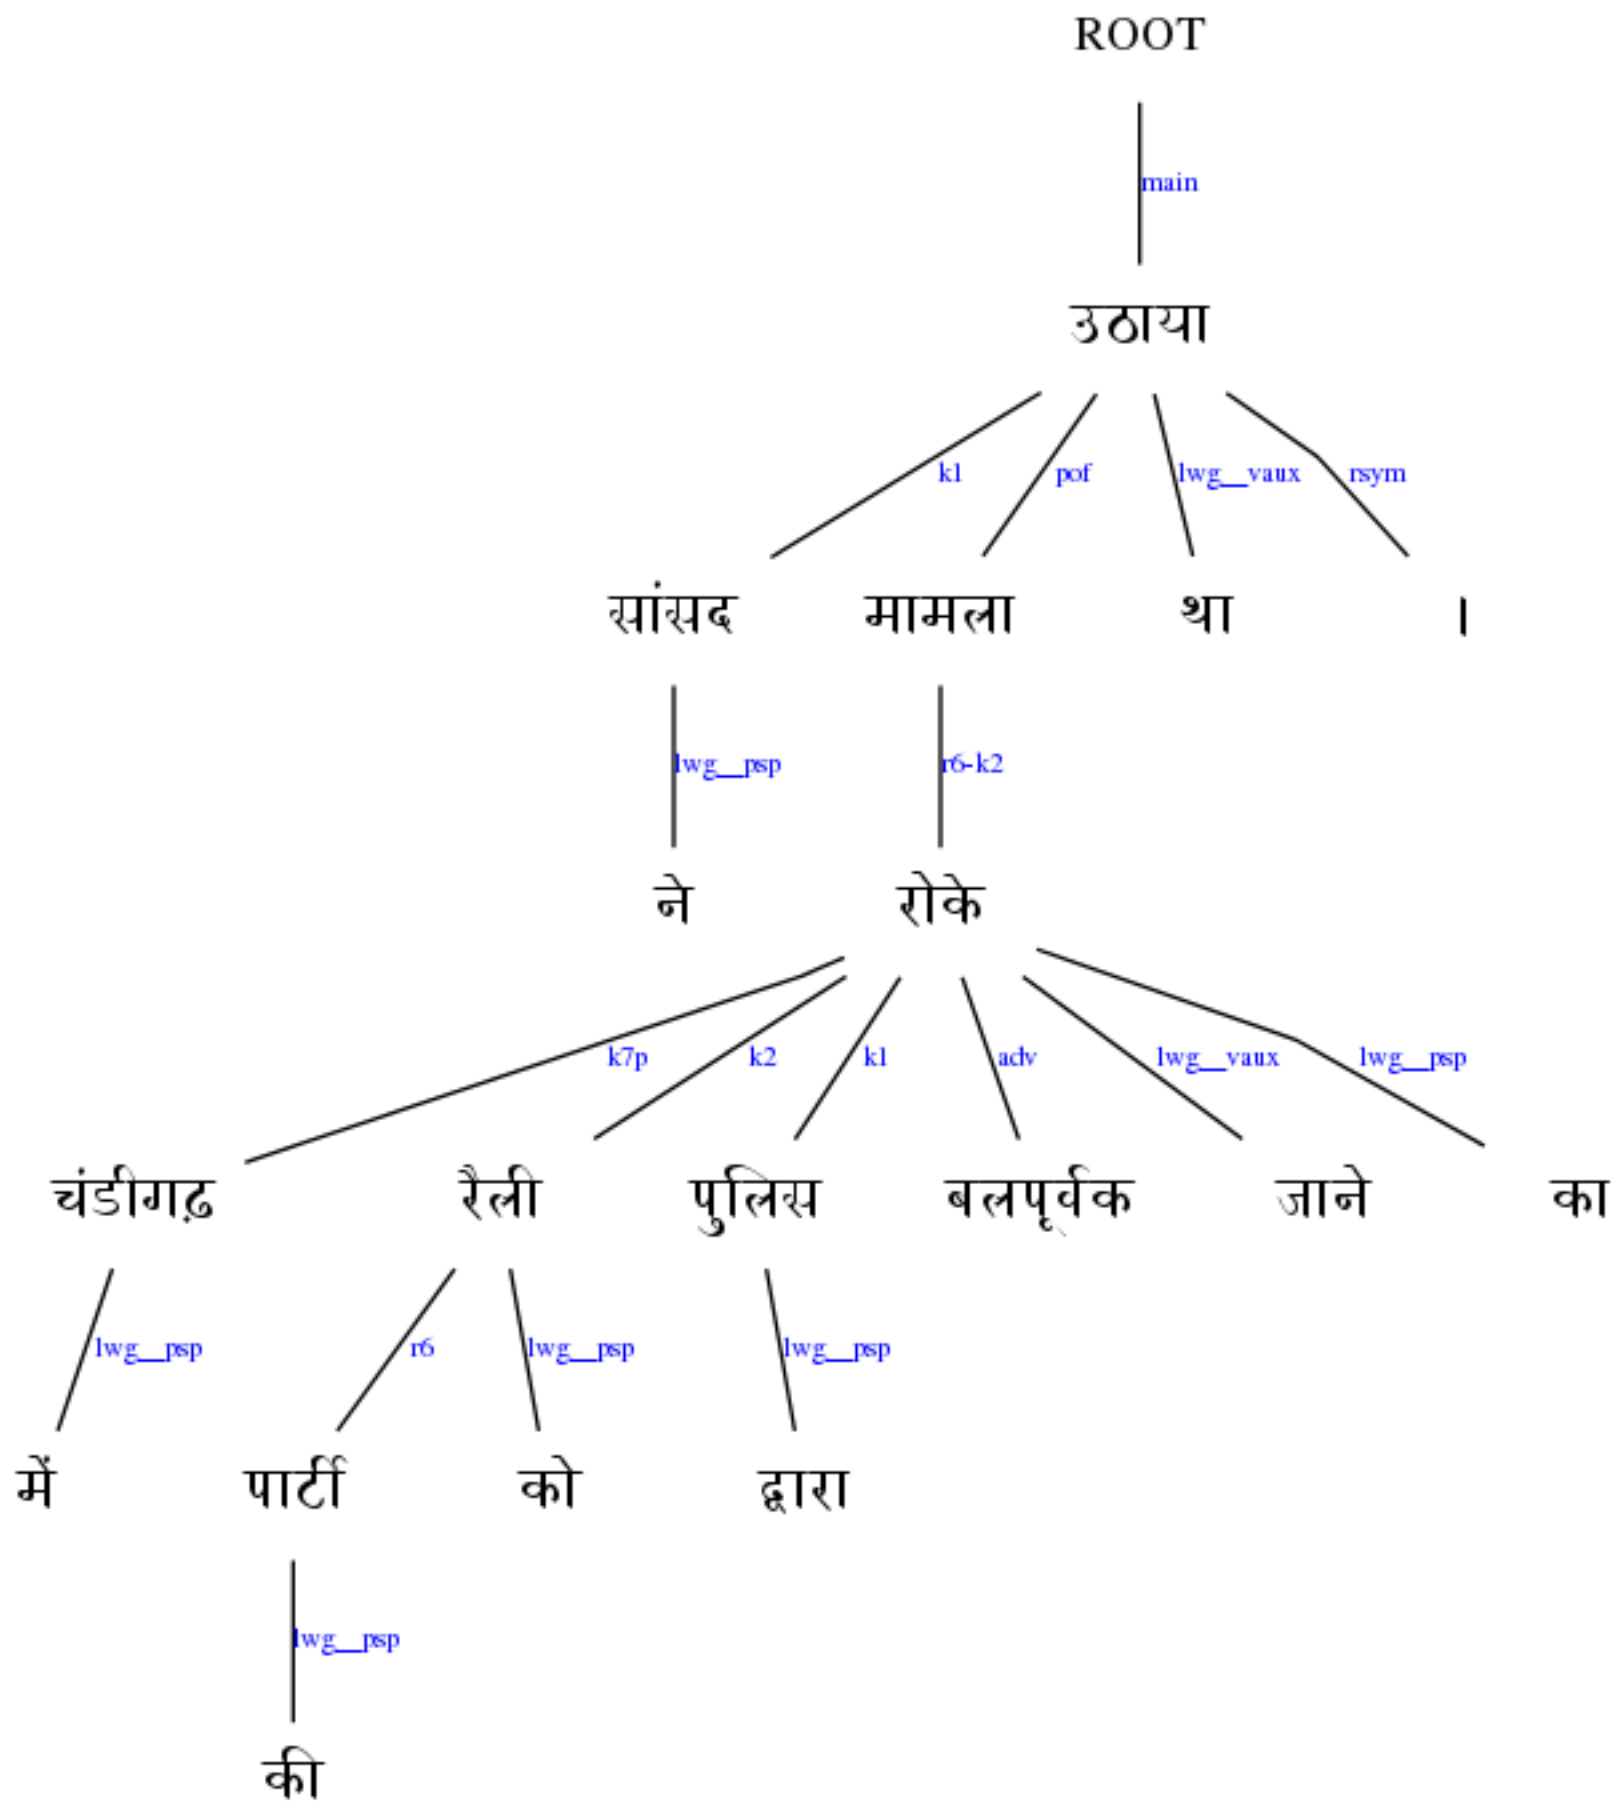 ROOT
main
उठाया
k1 pof lwg__vaux rsym
सांसद मामला था ।
lwg__psp r6-k2
ने रोके
k7p k2 k1 adv lwg__vaux lwg__psp
चंडीगढ़ रैली पुलिस बलपूर्वक जाने का
lwg__psp r6 lwg__psp lwg__psp
में पार्टी को द्वारा
lwg__psp
की